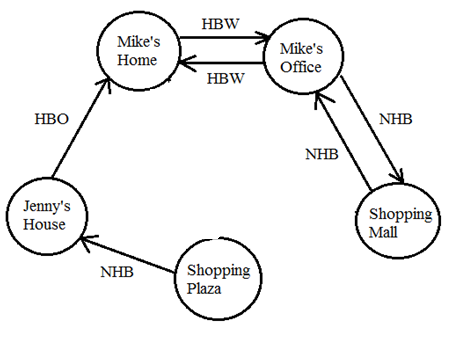 HBW
Mike's
Home
Mike's
Office
HBW
HBO
NHB
NHB
Jenny's
House
Shopping
Mall
NHB
Shopping
Plaza